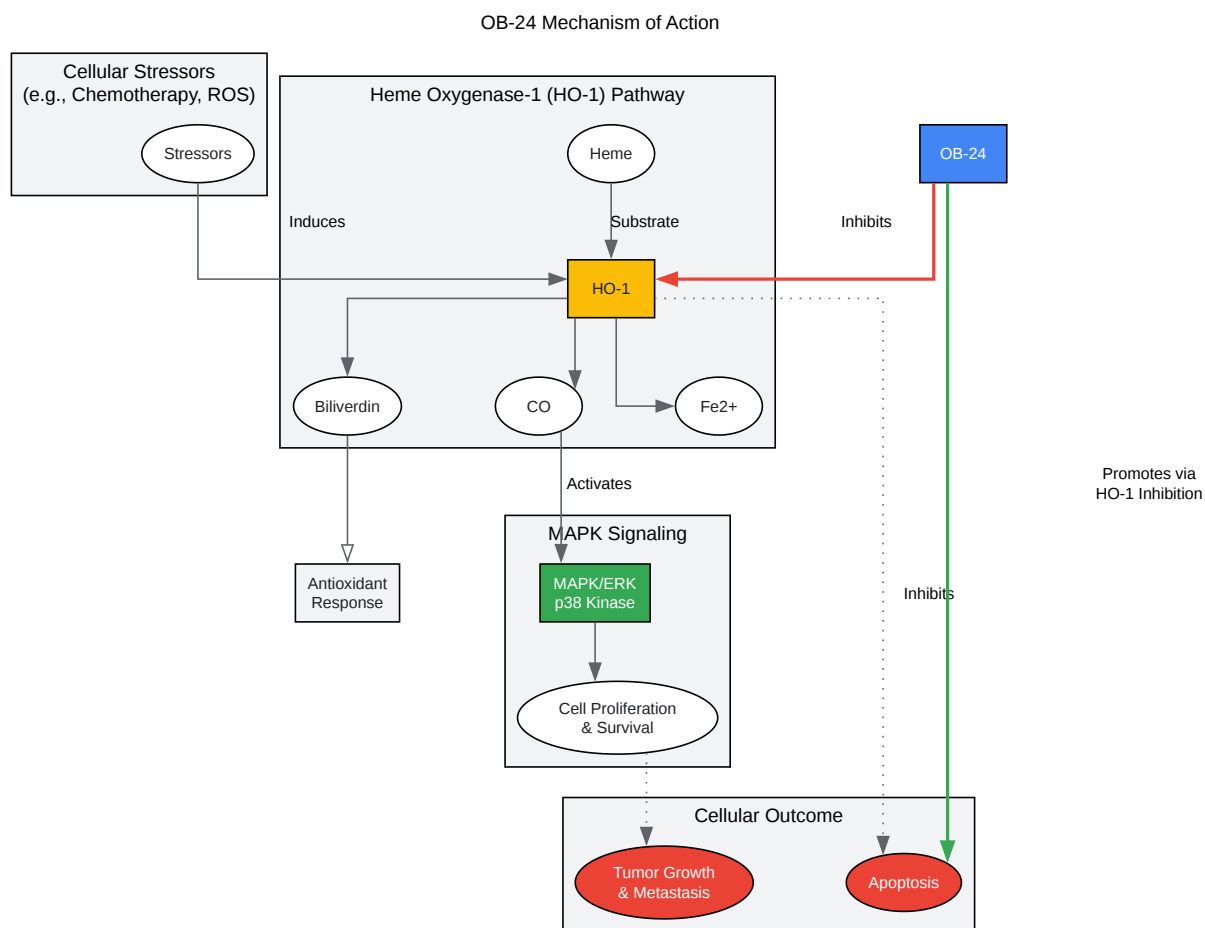 OB-24 Mechanism of Action
Cellular Stressors
(e.g., Chemotherapy, ROS)
Heme Oxygenase-1 (HO-1) Pathway
Stressors
Heme
OB-24
Induces
Substrate
Inhibits
HO-1
Biliverdin
CO
Fe2+
Activates
Promotes via
HO-1 Inhibition
MAPK Signaling
Antioxidant
Response
MAPK/ERK
p38 Kinase
Inhibits
Cell Proliferation
& Survival
Cellular Outcome
Tumor Growth
& Metastasis
Apoptosis